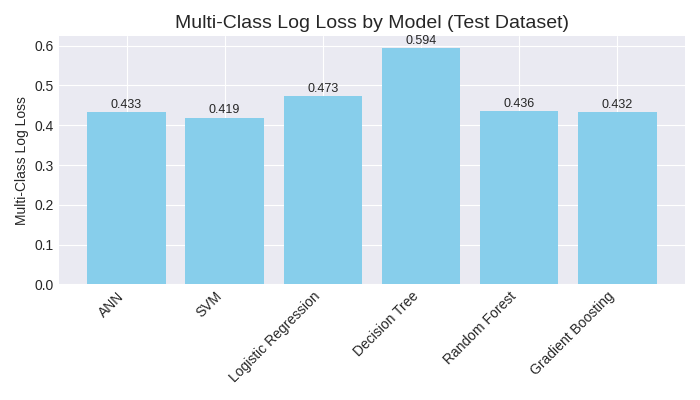 Multi-Class Log Loss by Model (Test Dataset)
Multi-Class Log Loss
0.6
0.5
0.4
0.3
0.2
0.1
0.0
0.433
0.419
0.473
0.594
0.436
0.432
ANN
SVM
Logistic Regression
Decision Tree
Random Forest
Gradient Boosting